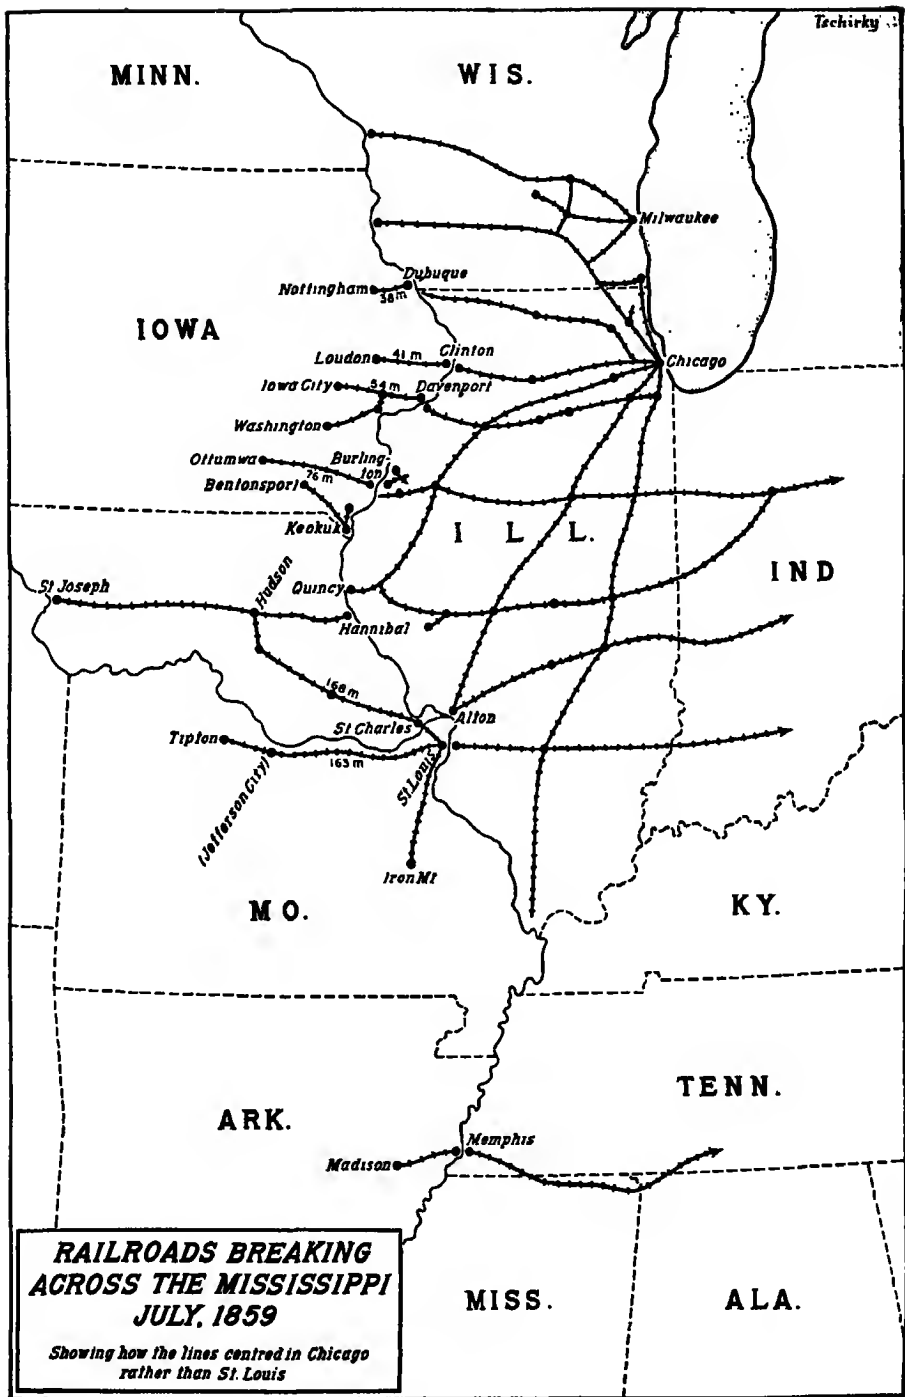 Tschirky
MINN.
WIS.
Milwaukee
Dubuque
Nottingham
38 m
IOWA
Clinton
Loudon
41 m
Chicago
Iowa City
54 m
Davenport
Washington
Ottumwa
Burling-
ton
Bentonsport
76 m
Keokuk
ILL.
IND
St Joseph
Hudson
Quincy
Hannibal
168 m
St Charles
Alton
Tipton
163 m
St. Louis
(Jefferson City)
Iron Mt
MO.
KY.
TENN.
ARK.
Memphis
Madison
MISS.
ALA.
RAILROADS BREAKING
ACROSS THE MISSISSIPPI
JULY, 1859
Showing how the lines centred in Chicago
rather than St. Louis